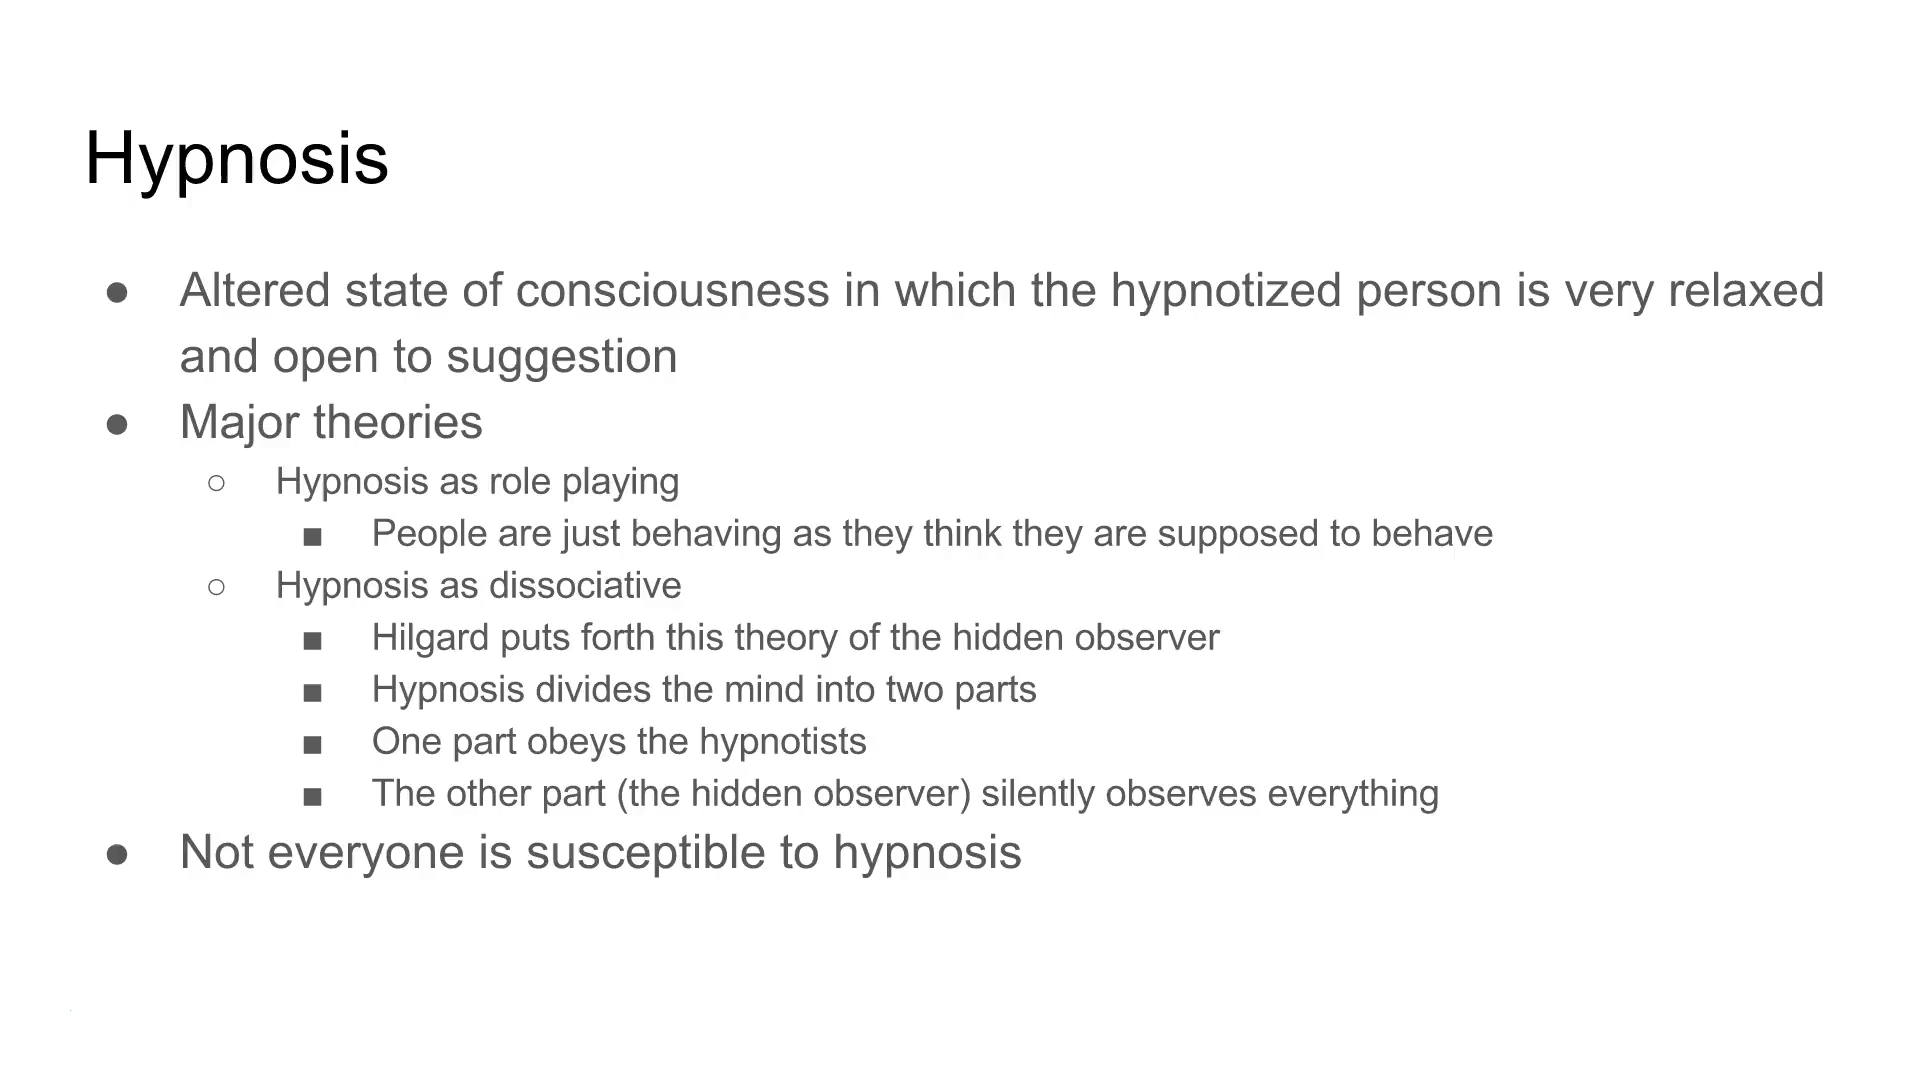 Hypnosis
● Altered state of consciousness in which the hypnotized person is very relaxed
and open to suggestion
● Major theories
○ Hypnosis as role playing
■ People are just behaving as they think they are supposed to behave
○ Hypnosis as dissociative
■ Hilgard puts forth this theory of the hidden observer
■ Hypnosis divides the mind into two parts
■ One part obeys the hypnotists
■ The other part (the hidden observer) silently observes everything
● Not everyone is susceptible to hypnosis